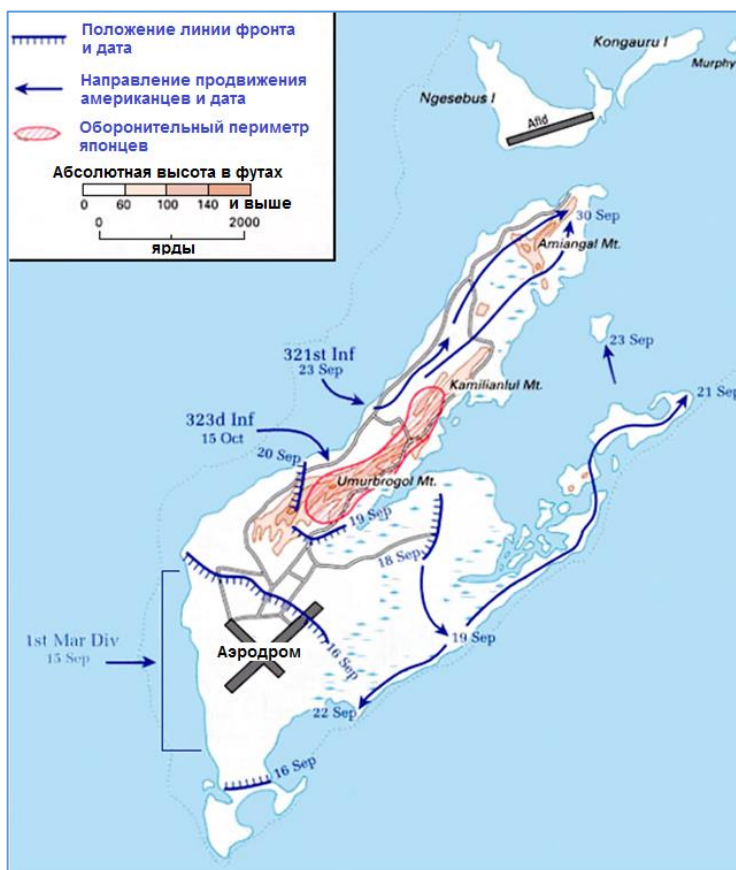 Положение линии фронта
и дата
Направление продвижения
американцев и дата
Оборонительный периметр
японцев
Абсолютная высота в футах
0 60 100 140 и выше
0 2000
ярды
Kongauru I
Murphy
Ngesebus I
Afld
30 Sep
Amiangal Mt.
321st Inf
23 Sep
23 Sep
Kamilianlul Mt.
21 Sep
323d Inf
15 Oct
20 Sep
Umurbrogol Mt.
19 Sep
18 Sep
1st Mar Div
15 Sep
Аэродром
16 Sep
19 Sep
22 Sep
16 Sep